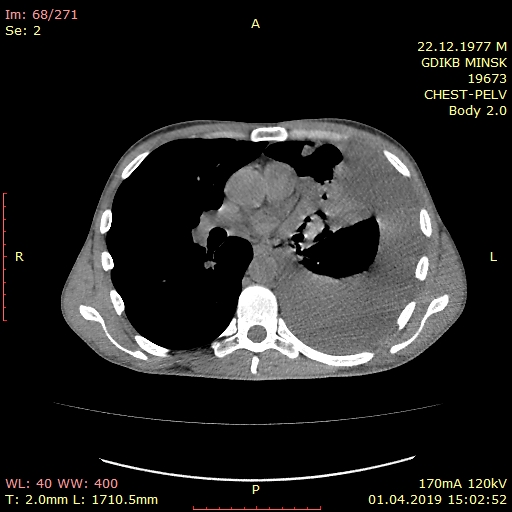 Im: 68/271
Se: 2
A
22.12.1977 M
GDIKB MINSK
19673
CHEST-PELV
Body 2.0
R
L
WL: 40 WW: 400
T: 2.0mm L: 1710.5mm
P
170mA 120kV
01.04.2019 15:02:52